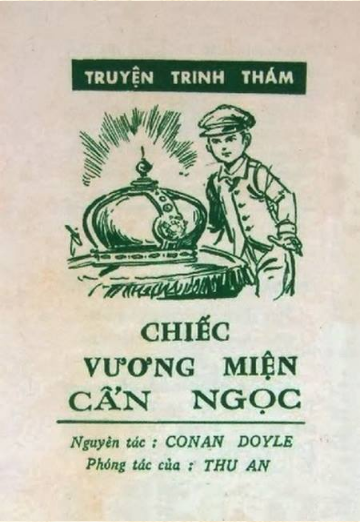 TRUYỆN TRINH THÁM
CHIẾC
VƯƠNG MIỆN
CẨN NGỌC
Nguyên tác : CONAN DOYLE
Phóng tác của : THU AN